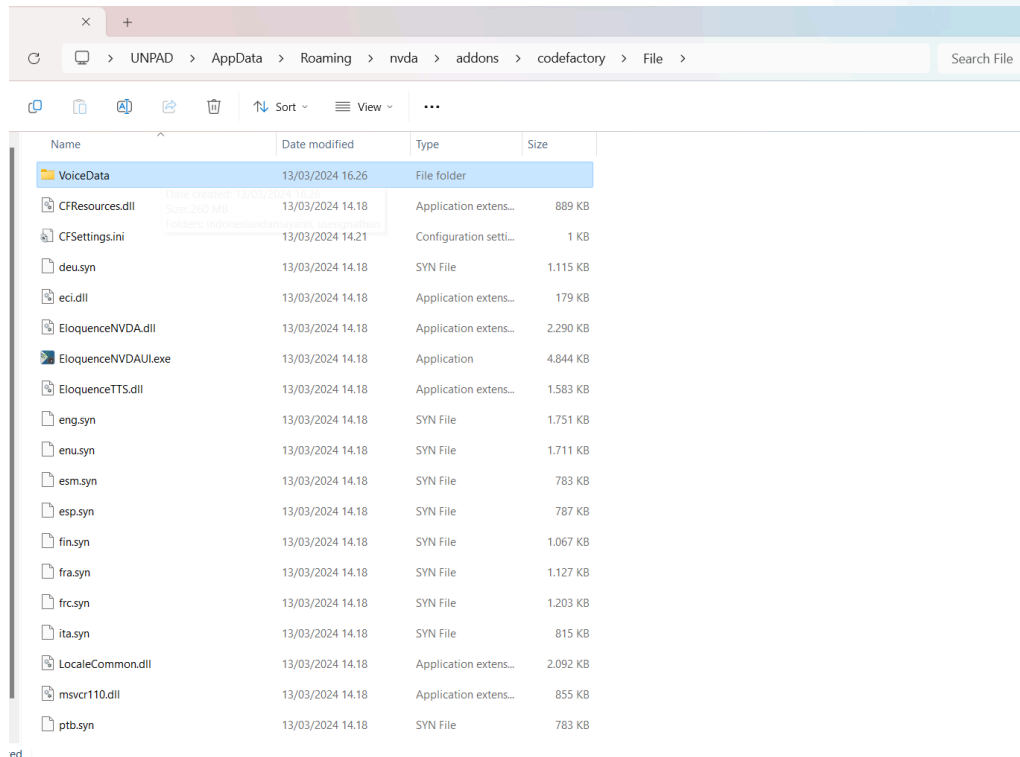 UNPAD > AppData > Roaming > nvda > addons > codefactory > File > Search File
Sort View
Name Date modified Type Size
VoiceData 13/03/2024 16.26 File folder
CFResources.dll 13/03/2024 14.18 Application extens... 889 KB
CFSettings.ini 13/03/2024 14.21 Configuration setti... 1 KB
deu.syn 13/03/2024 14.18 SYN File 1.115 KB
eci.dll 13/03/2024 14.18 Application extens... 179 KB
EloquenceNVDA.dll 13/03/2024 14.18 Application extens... 2.290 KB
EloquenceNVDAUI.exe 13/03/2024 14.18 Application 4.844 KB
EloquenceTTS.dll 13/03/2024 14.18 Application extens... 1.583 KB
eng.syn 13/03/2024 14.18 SYN File 1.751 KB
enu.syn 13/03/2024 14.18 SYN File 1.711 KB
esm.syn 13/03/2024 14.18 SYN File 783 KB
esp.syn 13/03/2024 14.18 SYN File 787 KB
fin.syn 13/03/2024 14.18 SYN File 1.067 KB
fra.syn 13/03/2024 14.18 SYN File 1.127 KB
frc.syn 13/03/2024 14.18 SYN File 1.203 KB
ita.syn 13/03/2024 14.18 SYN File 815 KB
LocaleCommon.dll 13/03/2024 14.18 Application extens... 2.092 KB
msvcr110.dll 13/03/2024 14.18 Application extens... 855 KB
ptb.syn 13/03/2024 14.18 SYN File 783 KB